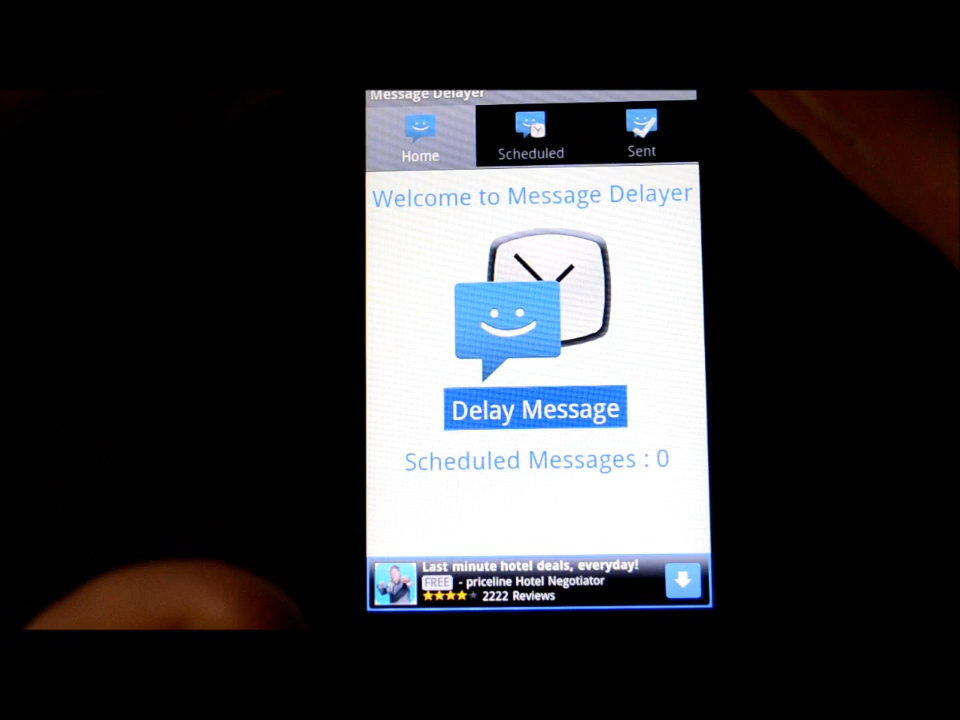 Message Delayer
Home
Scheduled
Sent
Welcome to Message Delayer
Delay Message
Scheduled Messages : 0
Last minute hotel deals, everyday!
FREE - priceline Hotel Negotiator
2222 Reviews